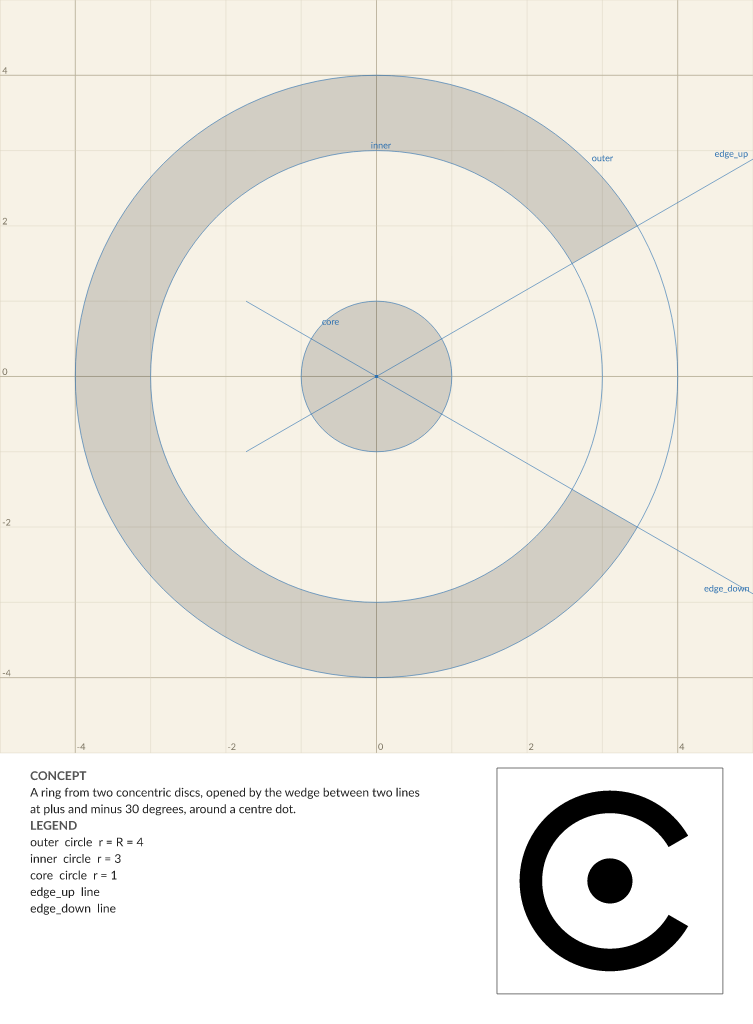 4
inner
outer
edge_up
2
core
0
-2
edge_down
-4
-4
-2
0
2
4
CONCEPT
A ring from two concentric discs, opened by the wedge between two lines
at plus and minus 30 degrees, around a centre dot.
LEGEND
outer circle r = R = 4
inner circle r = 3
core circle r = 1
edge_up line
edge_down line